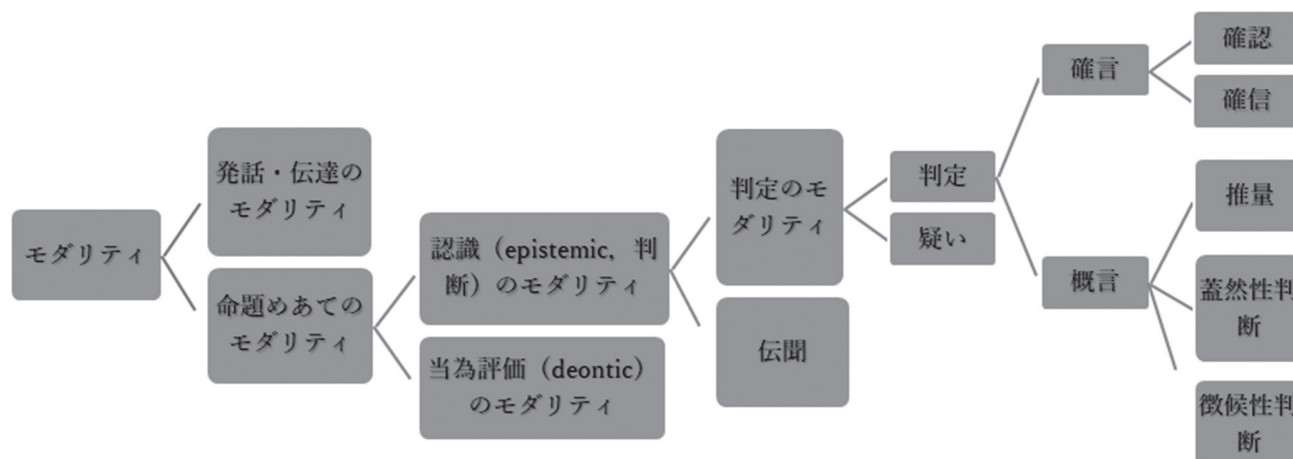 モダリティ
発話・伝達の
モダリティ
命題めあての
モダリティ
認識（epistemic，判
断）のモダリティ
当為評価（deontic）
のモダリティ
判定のモ
ダリティ
伝聞
判定
疑い
確言
概言
確認
確信
推量
蓋然性判
断
徴候性判
断